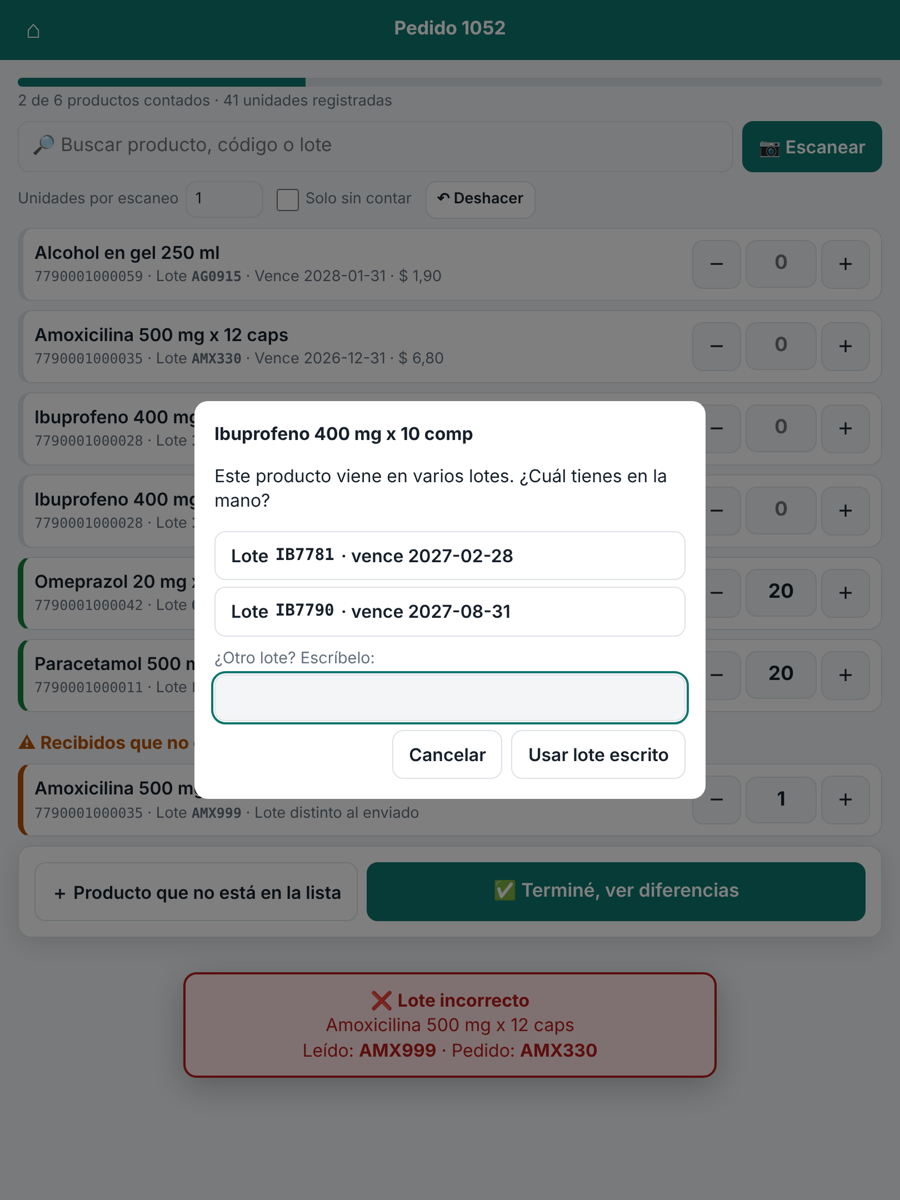 Pedido 1052
2 de 6 productos contados · 41 unidades registradas
Buscar producto, código o lote
Escanear
Unidades por escaneo 1 Solo sin contar ↶ Deshacer
Alcohol en gel 250 ml
7790001000059 · Lote AG0915 · Vence 2028-01-31 · $ 1,90
− 0 +
Amoxicilina 500 mg x 12 caps
7790001000035 · Lote AMX330 · Vence 2026-12-31 · $ 6,80
− 0 +
Ibuprofeno 400 mg
7790001000028 · Lote
− 0 +
Ibuprofeno 400 mg
7790001000028 · Lote
− 0 +
Omeprazol 20 mg
7790001000042 · Lote
− 20 +
Paracetamol 500
7790001000011 · Lote
− 20 +
Ibuprofeno 400 mg x 10 comp
Este producto viene en varios lotes. ¿Cuál tienes en la
mano?
Lote IB7781 · vence 2027-02-28
Lote IB7790 · vence 2027-08-31
¿Otro lote? Escríbelo:
Cancelar
Usar lote escrito
Recibidos que no
Amoxicilina 500
7790001000035 · Lote AMX999 · Lote distinto al enviado
− 1 +
+ Producto que no está en la lista
✅ Terminé, ver diferencias
❌ Lote incorrecto
Amoxicilina 500 mg x 12 caps
Leído: AMX999 · Pedido: AMX330